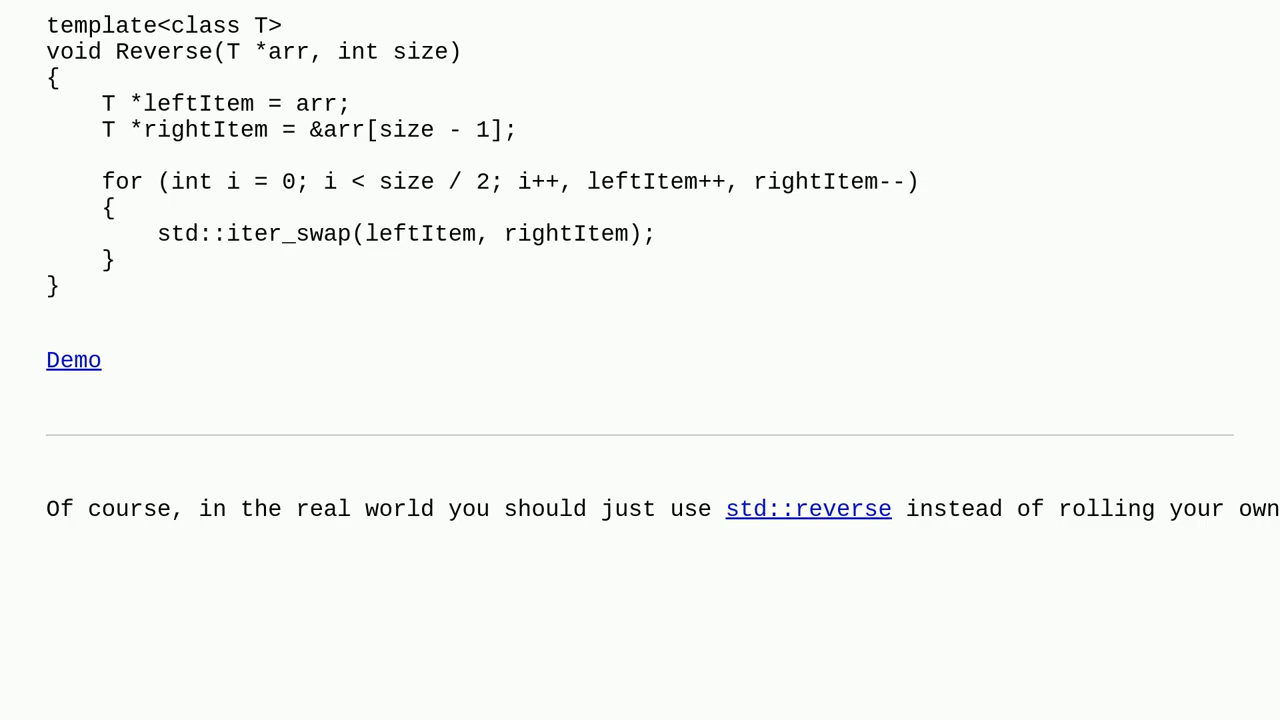 template<class T>
void Reverse(T *arr, int size)
{
    T *leftItem = arr;
    T *rightItem = &arr[size - 1];

    for (int i = 0; i < size / 2; i++, leftItem++, rightItem--)
    {
        std::iter_swap(leftItem, rightItem);
    }
}
Demo
Of course, in the real world you should just use std::reverse instead of rolling your own